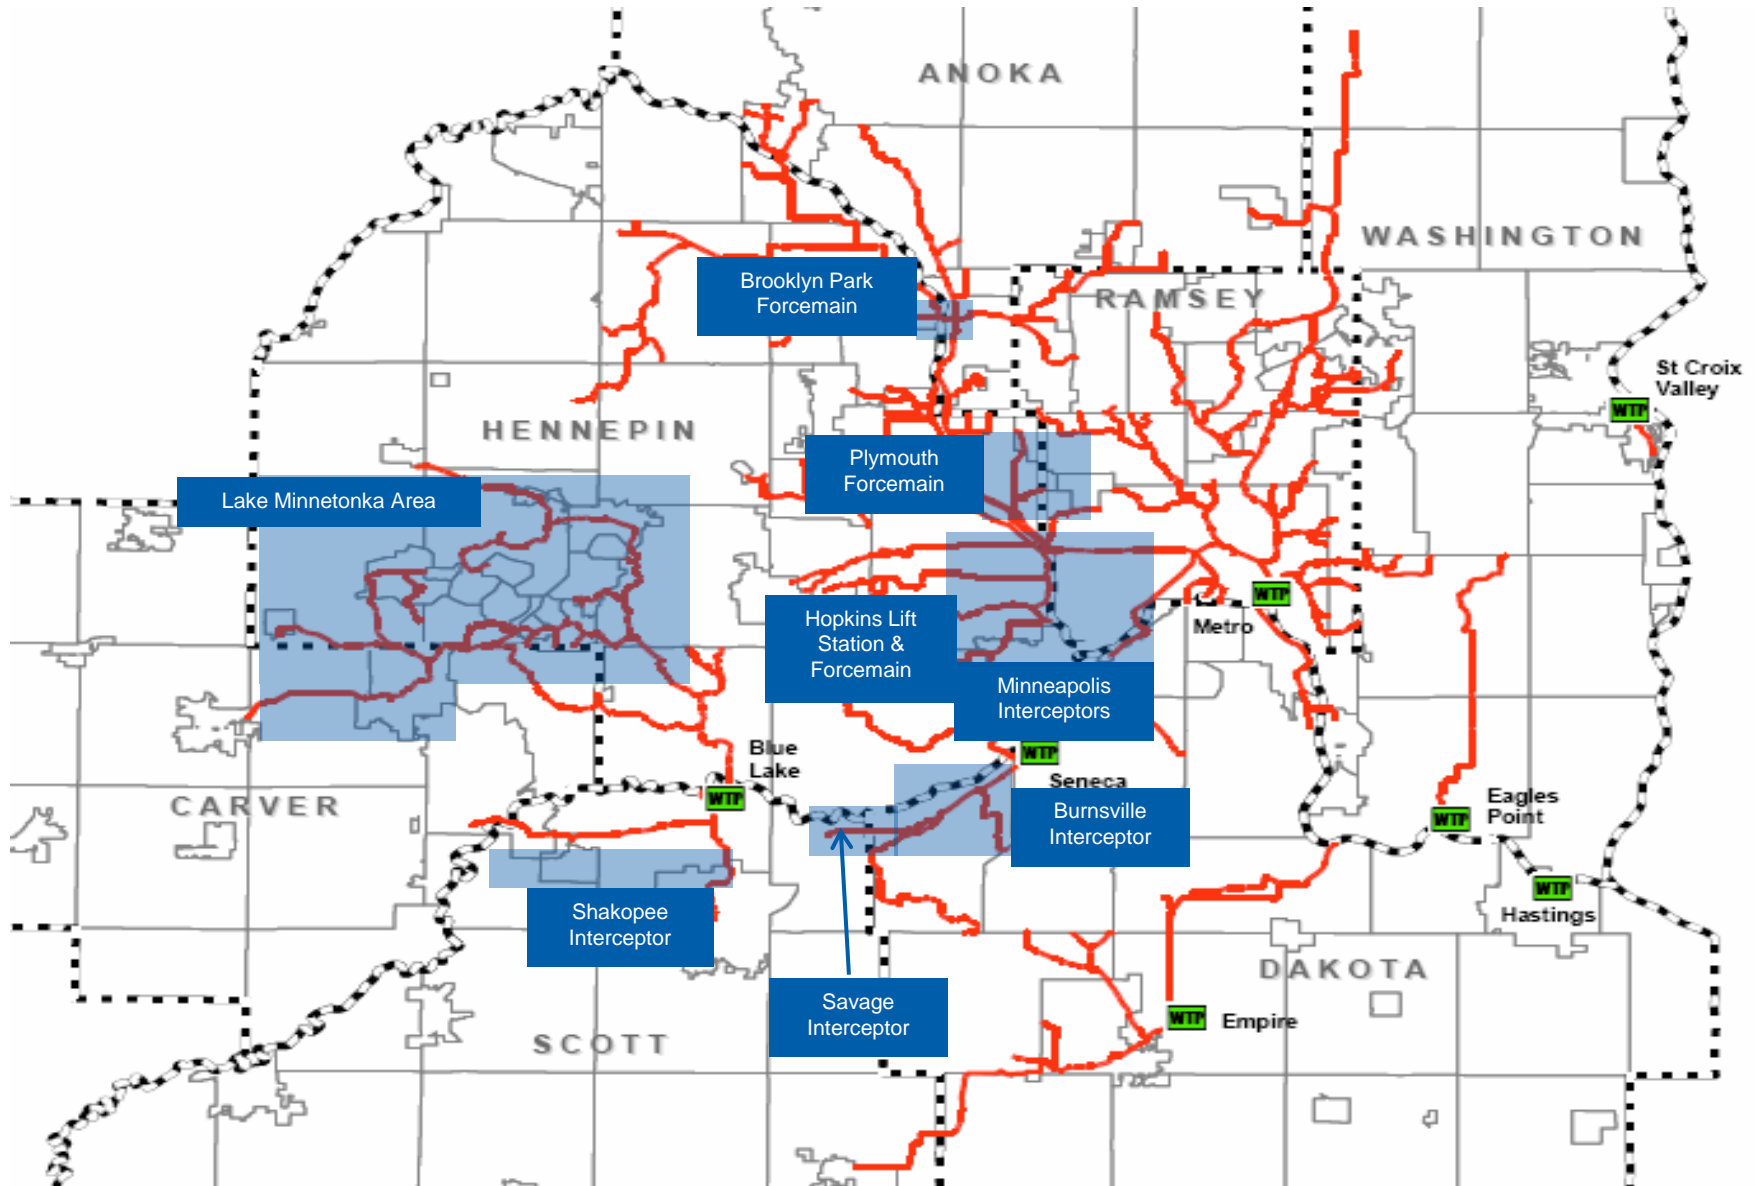 ANOKA
WASHINGTON
Brooklyn Park
Forcemain
RAMSEY
St Croix
Valley
WTP
HENNEPIN
Plymouth
Forcemain
Lake Minnetonka Area
WTP
Metro
Hopkins Lift
Station &
Forcemain
Minneapolis
Interceptors
WTP
Seneca
Blue
Lake
WTP
CARVER
Burnsville
Interceptor
Eagles
Point
WTP
WTP
Hastings
Shakopee
Interceptor
DAKOTA
Savage
Interceptor
WTP
Empire
SCOTT